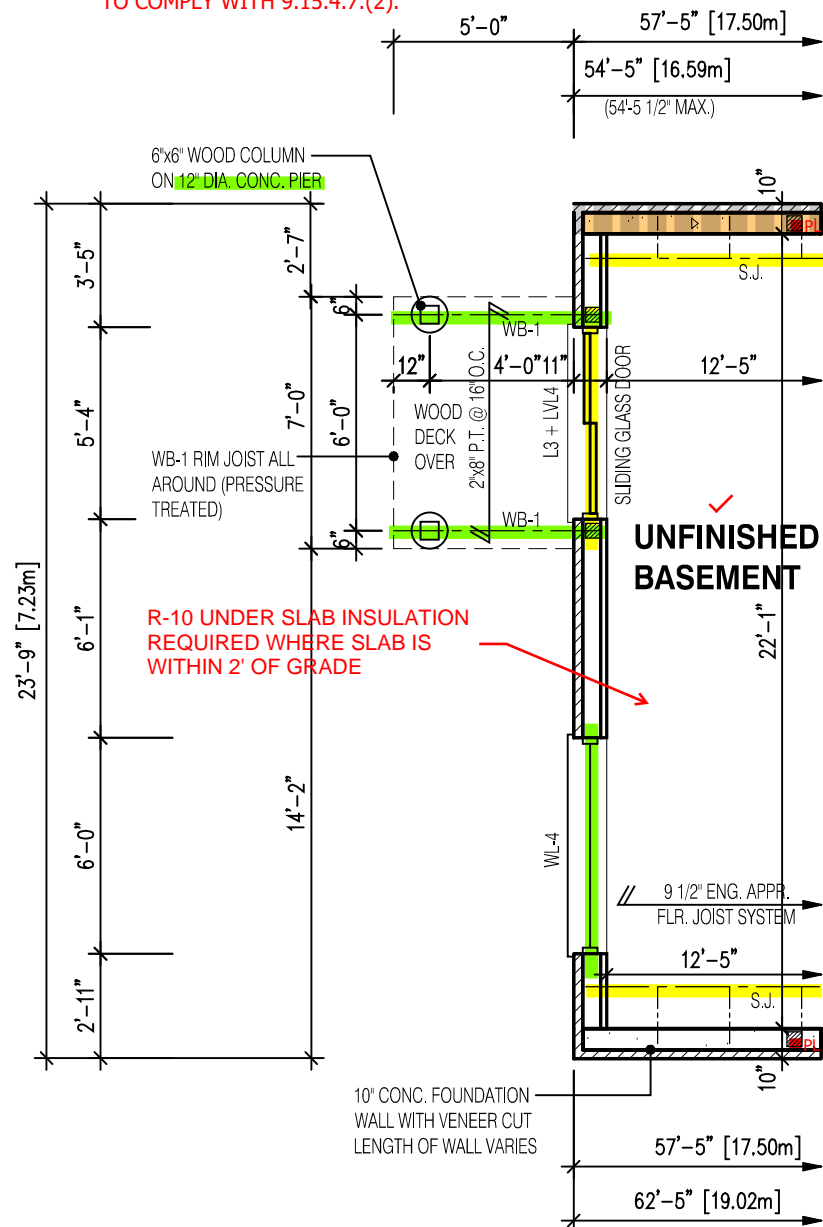 TO COMPLY WITH 9.15.4.7.(2).
5'-0"
57'-5" [17.50m]
54'-5" [16.59m]
(54'-5 1/2" MAX.)
6"x6" WOOD COLUMN
ON 12" DIA. CONC. PIER
10"
PL
3'-5"
2'-7"
S.J.
6"
WB-1
12"
4'-0"
11"
12'-5"
5'-4"
7'-0"
6'-0"
WOOD
DECK
OVER
2"x8" P.T. @ 16" O.C.
L3 + LVL4
SLIDING GLASS DOOR
WB-1 RIM JOIST ALL
AROUND (PRESSURE
TREATED)
WB-1
6"
UNFINISHED
BASEMENT
R-10 UNDER SLAB INSULATION
REQUIRED WHERE SLAB IS
WITHIN 2' OF GRADE
23'-9" [7.23m]
6'-1"
22'-1"
14'-2"
6'-0"
WL-4
9 1/2" ENG. APPR.
FLR. JOIST SYSTEM
12'-5"
2'-11"
S.J.
PL
10"
10" CONC. FOUNDATION
WALL WITH VENEER CUT
LENGTH OF WALL VARIES
57'-5" [17.50m]
62'-5" [19.02m]